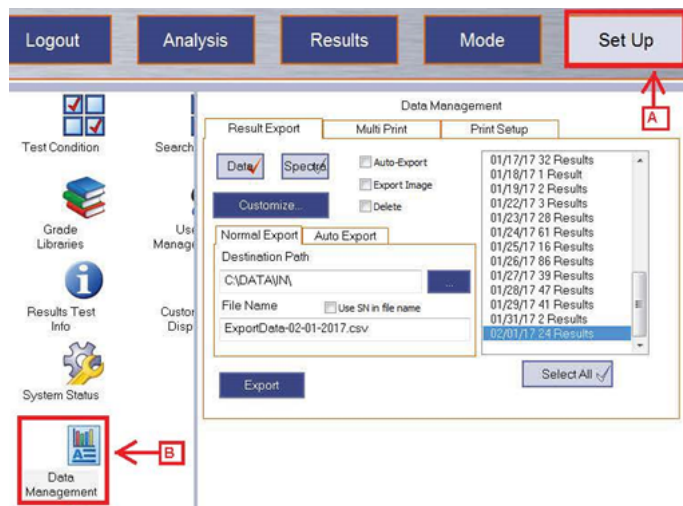 Logout
Analysis
Results
Mode
Set Up
A
Test Condition
Search
Grade
Libraries
Use
Manage
Results Test
Info
Custor
Disp
System Status
B
Data
Management
Data Management
Result Export
Multi Print
Print Setup
Data
Spectra
Auto-Export
Export Image
Delete
Customize...
Normal Export
Auto Export
Destination Path
C:\DATA\IN\
...
File Name
Use SN in file name
ExportData-02-01-2017.csv
Export
01/17/17 32 Results
01/18/17 1 Result
01/19/17 2 Results
01/22/17 3 Results
01/23/17 28 Results
01/24/17 61 Results
01/25/17 16 Results
01/26/17 86 Results
01/27/17 39 Results
01/28/17 47 Results
01/29/17 41 Results
01/31/17 2 Results
02/01/17 24 Results
Select All